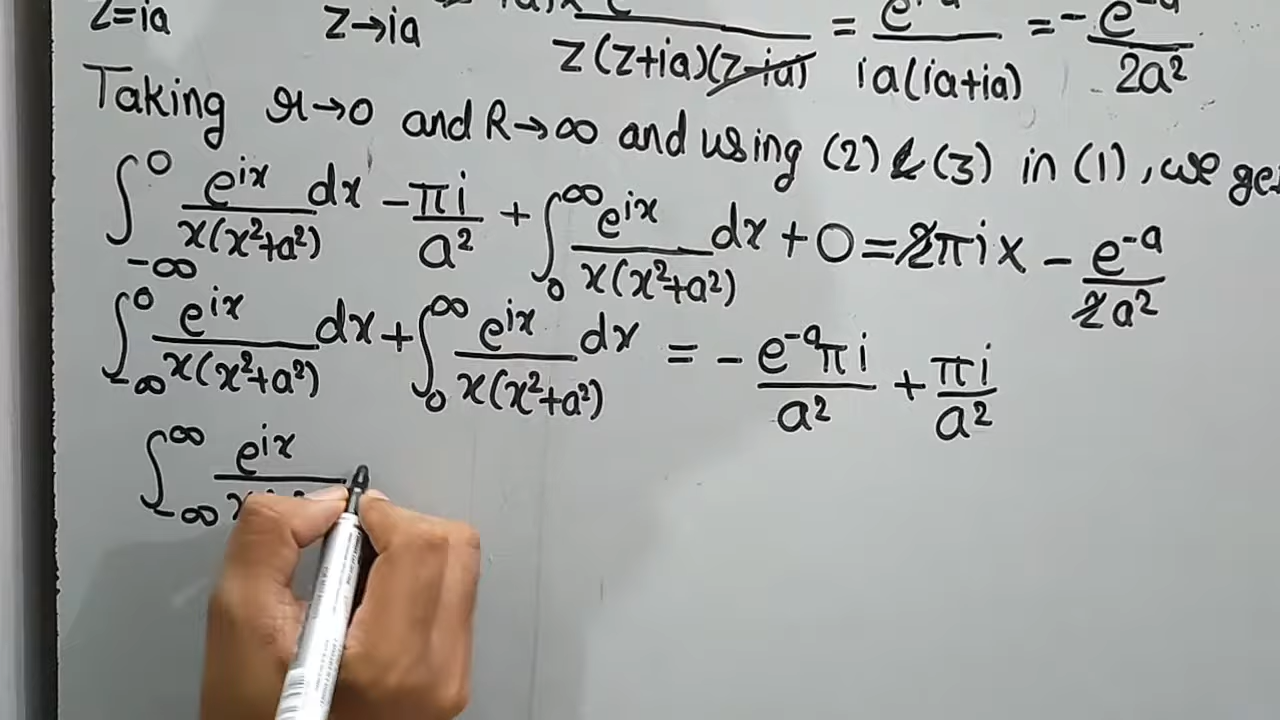 z=ia z→ia z(z+ia)(z-ia) = ia(ia+ia) = - 2a²
Taking r→0 and R→∞ and using (2) & (3) in (1), we get
∫_{-∞}^{0} e^{ix}/x(x²+a²) dx - πi/a² + ∫_{0}^{∞} e^{ix}/x(x²+a²) dx + 0 = 2πi × - e^{-a}/2a²
∫_{-∞}^{0} e^{ix}/x(x²+a²) dx + ∫_{0}^{∞} e^{ix}/x(x²+a²) dx = - e^{-a}πi/a² + πi/a²
∫_{-∞}^{∞} e^{ix}